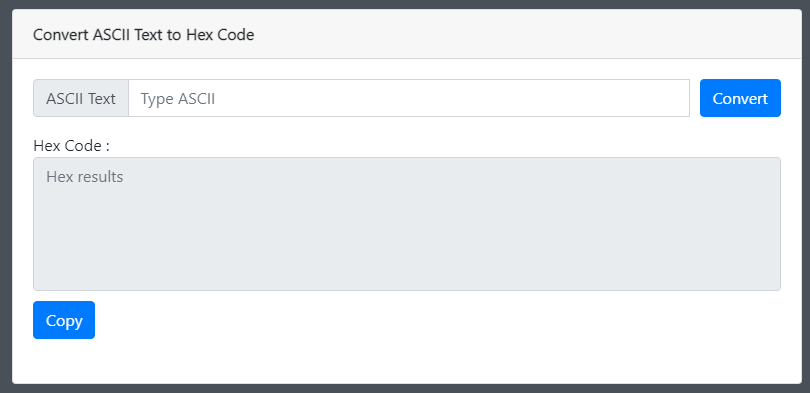 Convert ASCII Text to Hex Code
ASCII Text Type ASCII Convert
Hex Code :
Hex results
Copy